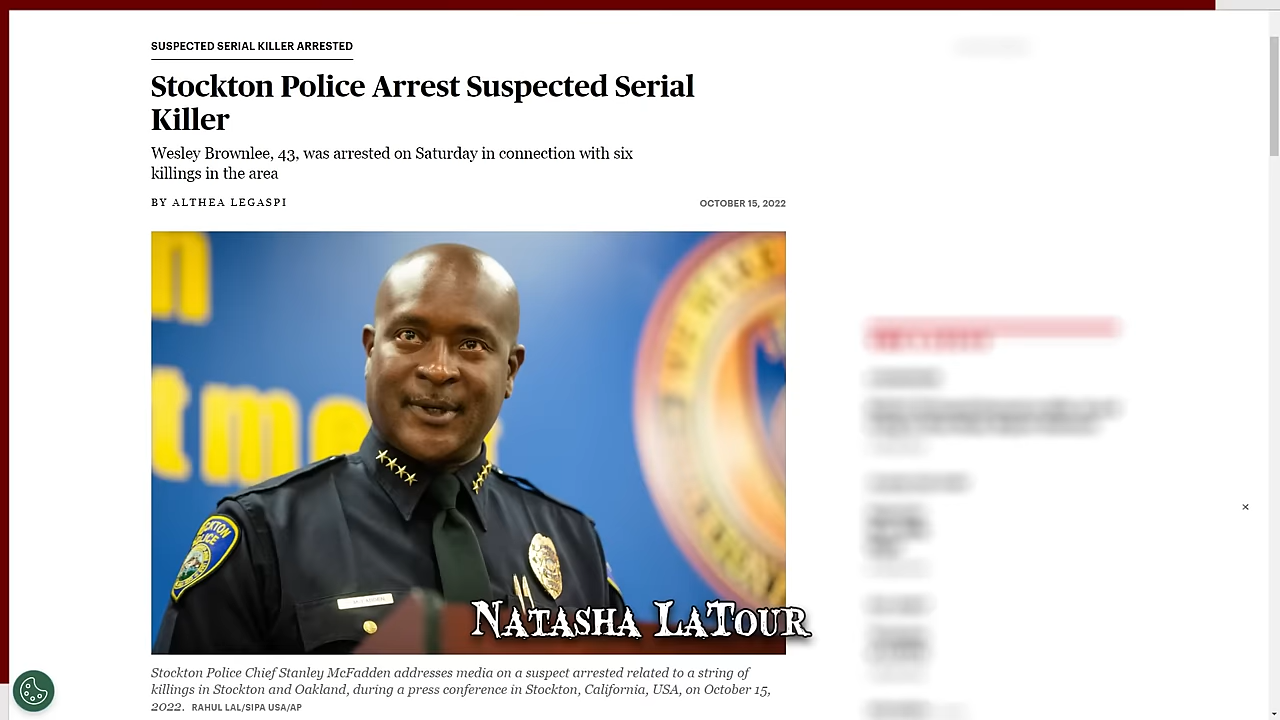 SUSPECTED SERIAL KILLER ARRESTED
Stockton Police Arrest Suspected Serial
Killer
Wesley Brownlee, 43, was arrested on Saturday in connection with six
killings in the area
BY ALTHEA LEGASPI
OCTOBER 15, 2022
n
tment
NATASHA LATOUR
Stockton Police Chief Stanley McFadden addresses media on a suspect arrested related to a string of
killings in Stockton and Oakland, during a press conference in Stockton, California, USA, on October 15,
2022. RAHUL LAL/SIPA USA/AP